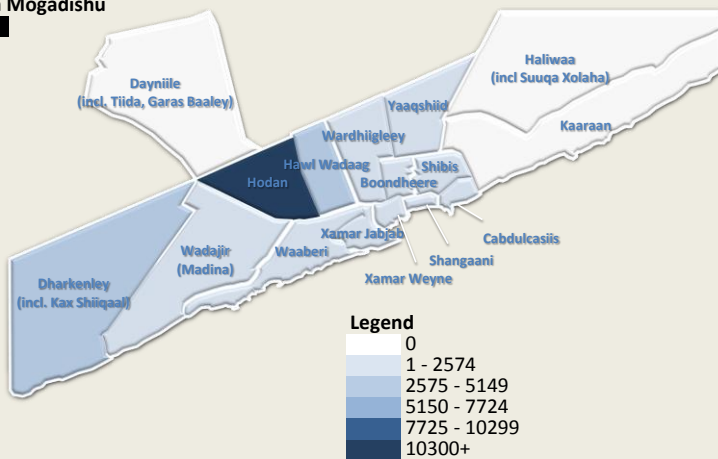 Mogadishu
Haliwaa
(incl Suuqa Xolaha)
Dayniile
(incl. Tiida, Garas Baaley)
Yaaqshiid
Kaaraan
Wardhiigleey
Hawl Wadaag
Shibis
Hodan
Boondheere
Xamar Jabjab
Cabdulcasiis
Wadajir
(Madina)
Waaberi
Shangaani
Xamar Weyne
Dharkenley
(incl. Kax Shiiqaal)
Legend
0
1 - 2574
2575 - 5149
5150 - 7724
7725 - 10299
10300+